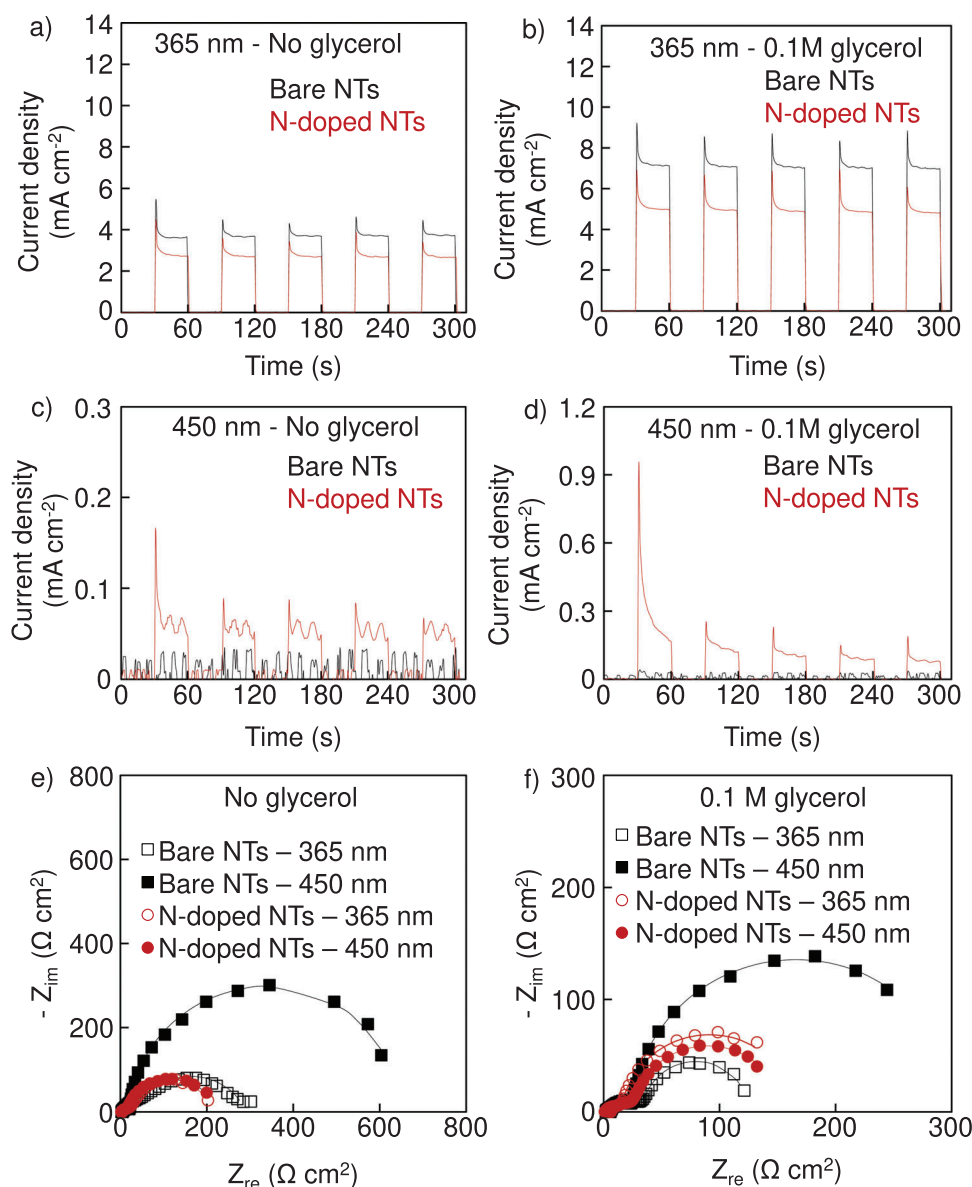 a)
365 nm - No glycerol
Bare NTs
N-doped NTs
Current density
(mA cm-2)
14
12
10
8
6
4
2
0
0 60 120 180 240 300
Time (s)
b)
365 nm - 0.1M glycerol
Bare NTs
N-doped NTs
Current density
(mA cm-2)
14
12
10
8
6
4
2
0
0 60 120 180 240 300
Time (s)
c)
450 nm - No glycerol
Bare NTs
N-doped NTs
Current density
(mA cm-2)
0.3
0.2
0.1
0
0 60 120 180 240 300
Time (s)
d)
450 nm - 0.1M glycerol
Bare NTs
N-doped NTs
Current density
(mA cm-2)
1.2
0.9
0.6
0.3
0
0 60 120 180 240 300
Time (s)
e)
No glycerol
Bare NTs – 365 nm
Bare NTs – 450 nm
N-doped NTs – 365 nm
N-doped NTs – 450 nm
- Zim (Ω cm2)
800
600
400
200
0
0 200 400 600 800
Zre (Ω cm2)
f)
0.1 M glycerol
Bare NTs – 365 nm
Bare NTs – 450 nm
N-doped NTs – 365 nm
N-doped NTs – 450 nm
- Zim (Ω cm2)
300
200
100
0
0 100 200 300
Zre (Ω cm2)